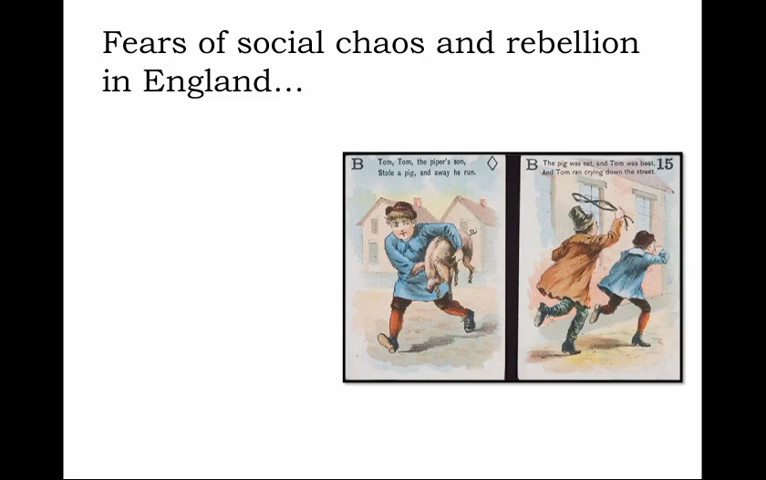 Fears of social chaos and rebellion
in England...
B
Tom, Tom, the piper's son,
Stole a pig, and away he run.
B
The pig was eat, and Tom was beat,
And Tom ran crying down the street.
15